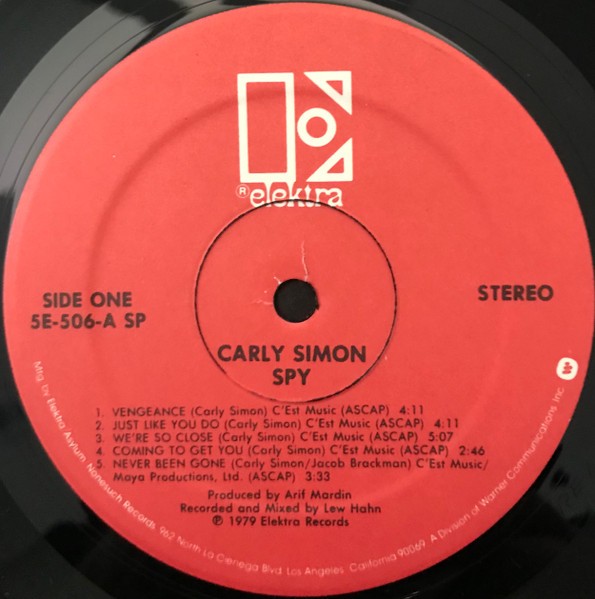 ® elektra
SIDE ONE
5E-506-A SP
STEREO
CARLY SIMON
SPY
1. VENGEANCE (Carly Simon) C'Est Music (ASCAP) 4:11
2. JUST LIKE YOU DO (Carly Simon) C'Est Music (ASCAP) 4:11
3. WE'RE SO CLOSE (Carly Simon) C'Est Music (ASCAP) 5:07
4. COMING TO GET YOU (Carly Simon) C'Est Music (ASCAP) 2:46
5. NEVER BEEN GONE (Carly Simon/Jacob Brackman) C'Est Music/
Maya Productions, Ltd. (ASCAP) 3:33
Produced by Arif Mardin
Recorded and Mixed by Lew Hahn
℗ 1979 Elektra Records
Mfg. by Elektra/Asylum/Nonesuch Records, 962 North La Cienega Blvd. Los Angeles, California 90069. A Division of Warner Communications Inc.